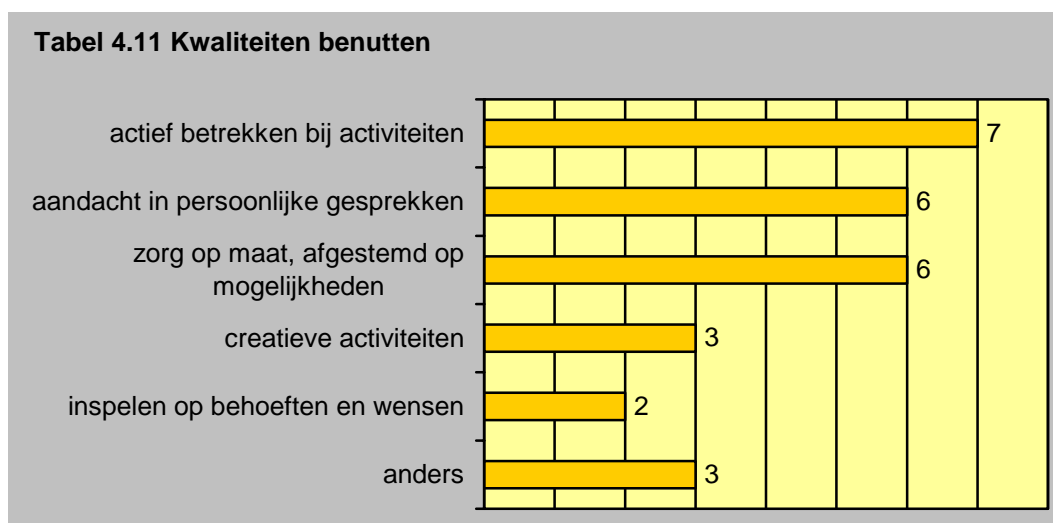 Tabel 4.11 Kwaliteiten benutten
actief betrekken bij activiteiten
7
aandacht in persoonlijke gesprekken
6
zorg op maat, afgestemd op
mogelijkheden
6
creatieve activiteiten
3
inspelen op behoeften en wensen
2
anders
3